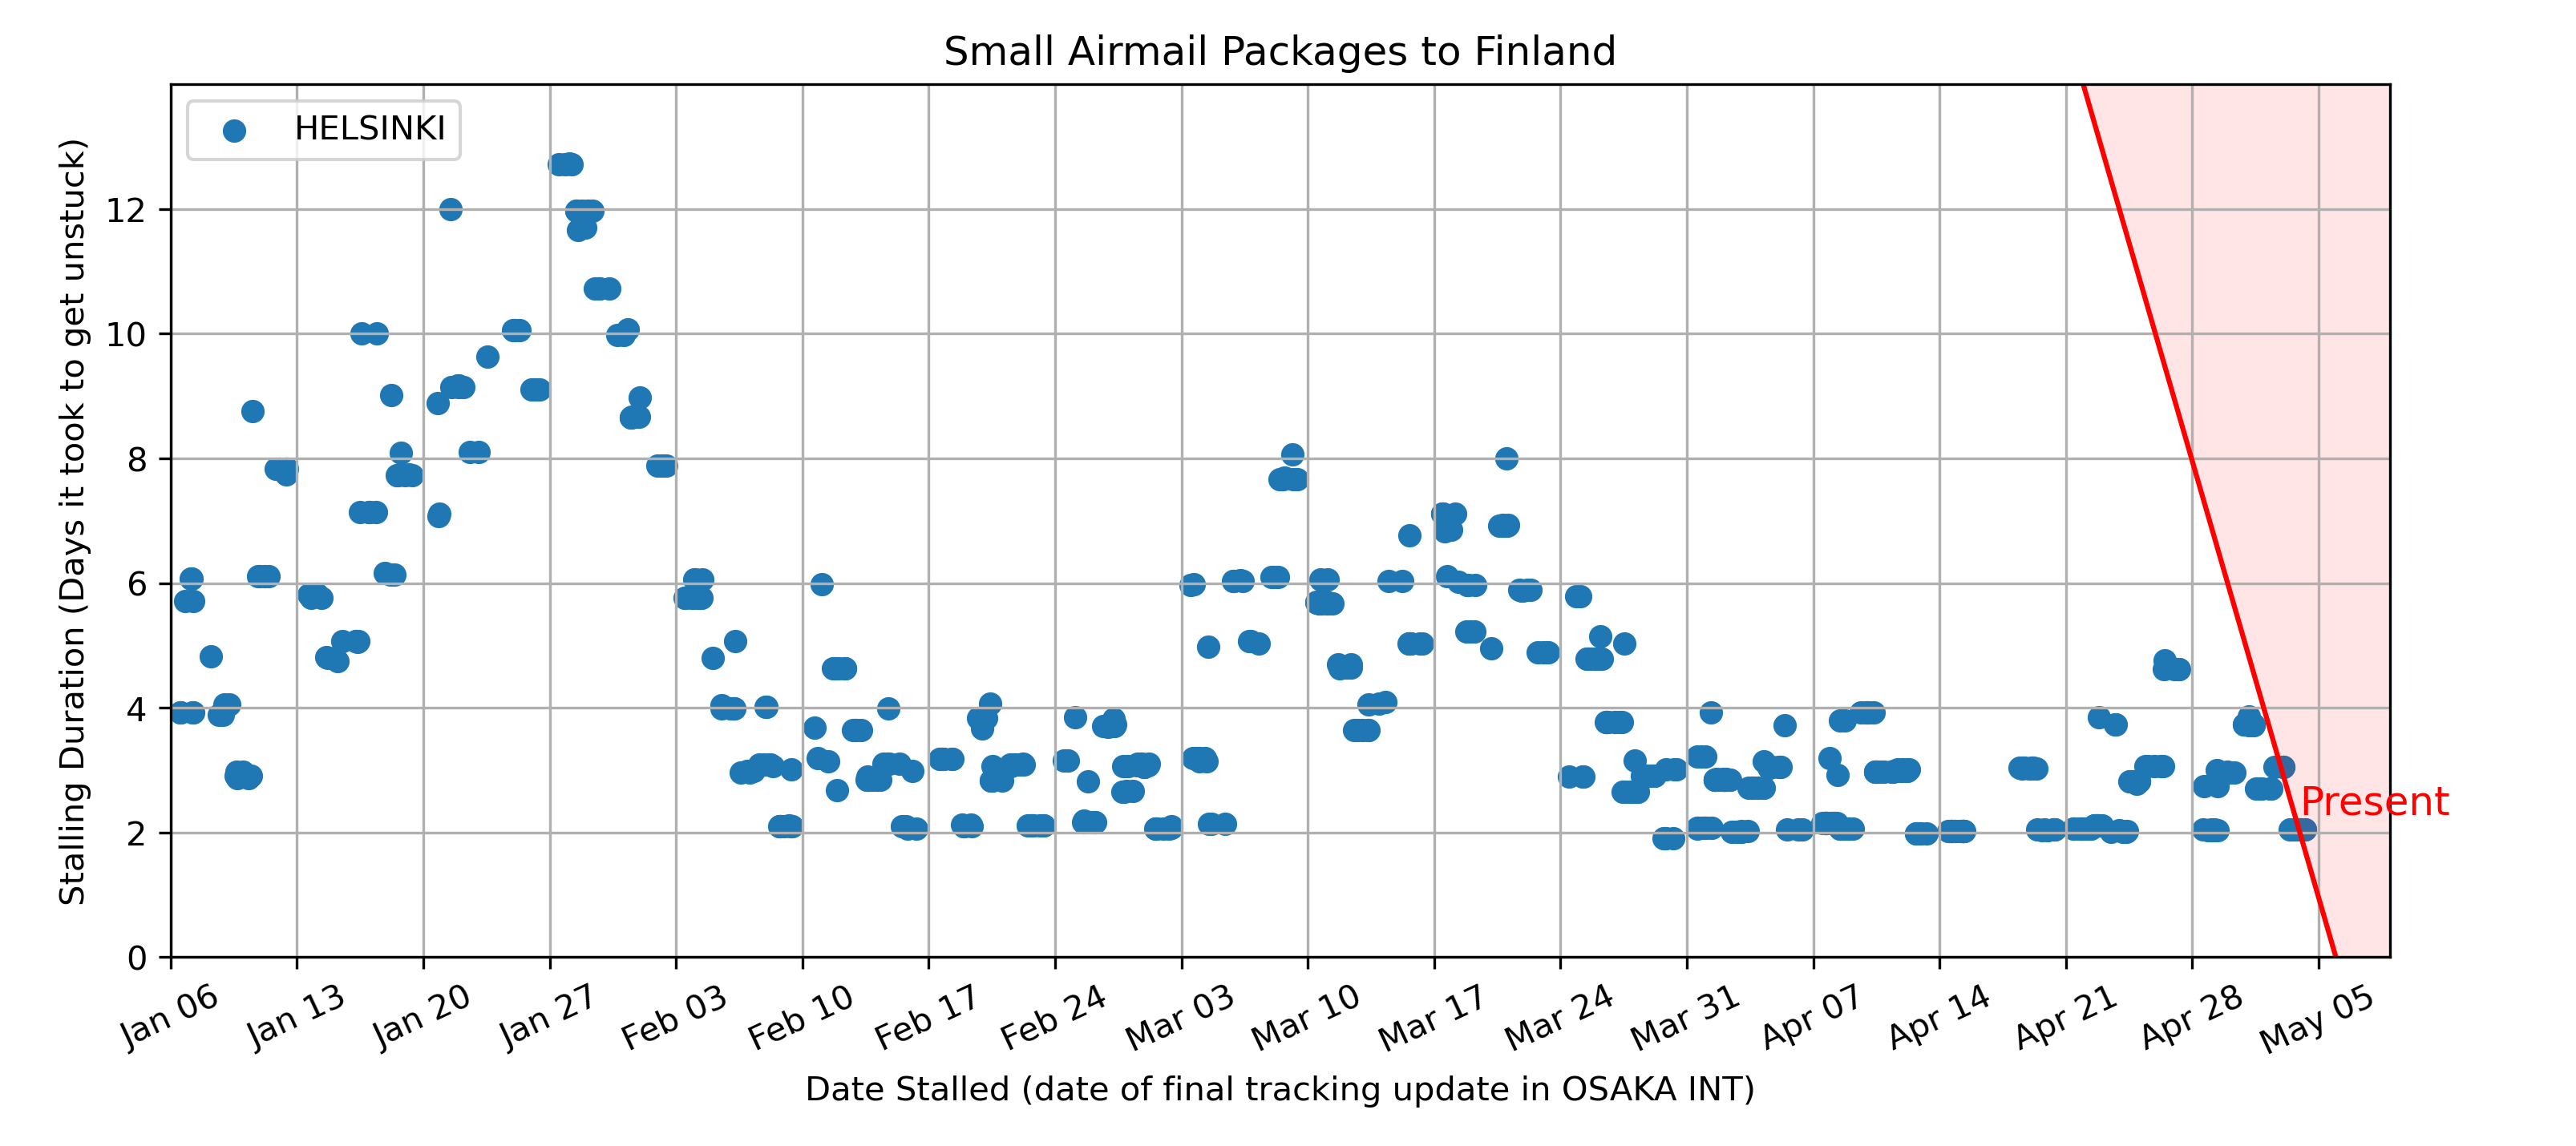 Small Airmail Packages to Finland
HELSINKI
Stalling Duration (Days it took to get unstuck)
12
10
8
6
4
2
0
Present
Jan 06 Jan 13 Jan 20 Jan 27 Feb 03 Feb 10 Feb 17 Feb 24 Mar 03 Mar 10 Mar 17 Mar 24 Mar 31 Apr 07 Apr 14 Apr 21 Apr 28 May 05
Date Stalled (date of final tracking update in OSAKA INT)